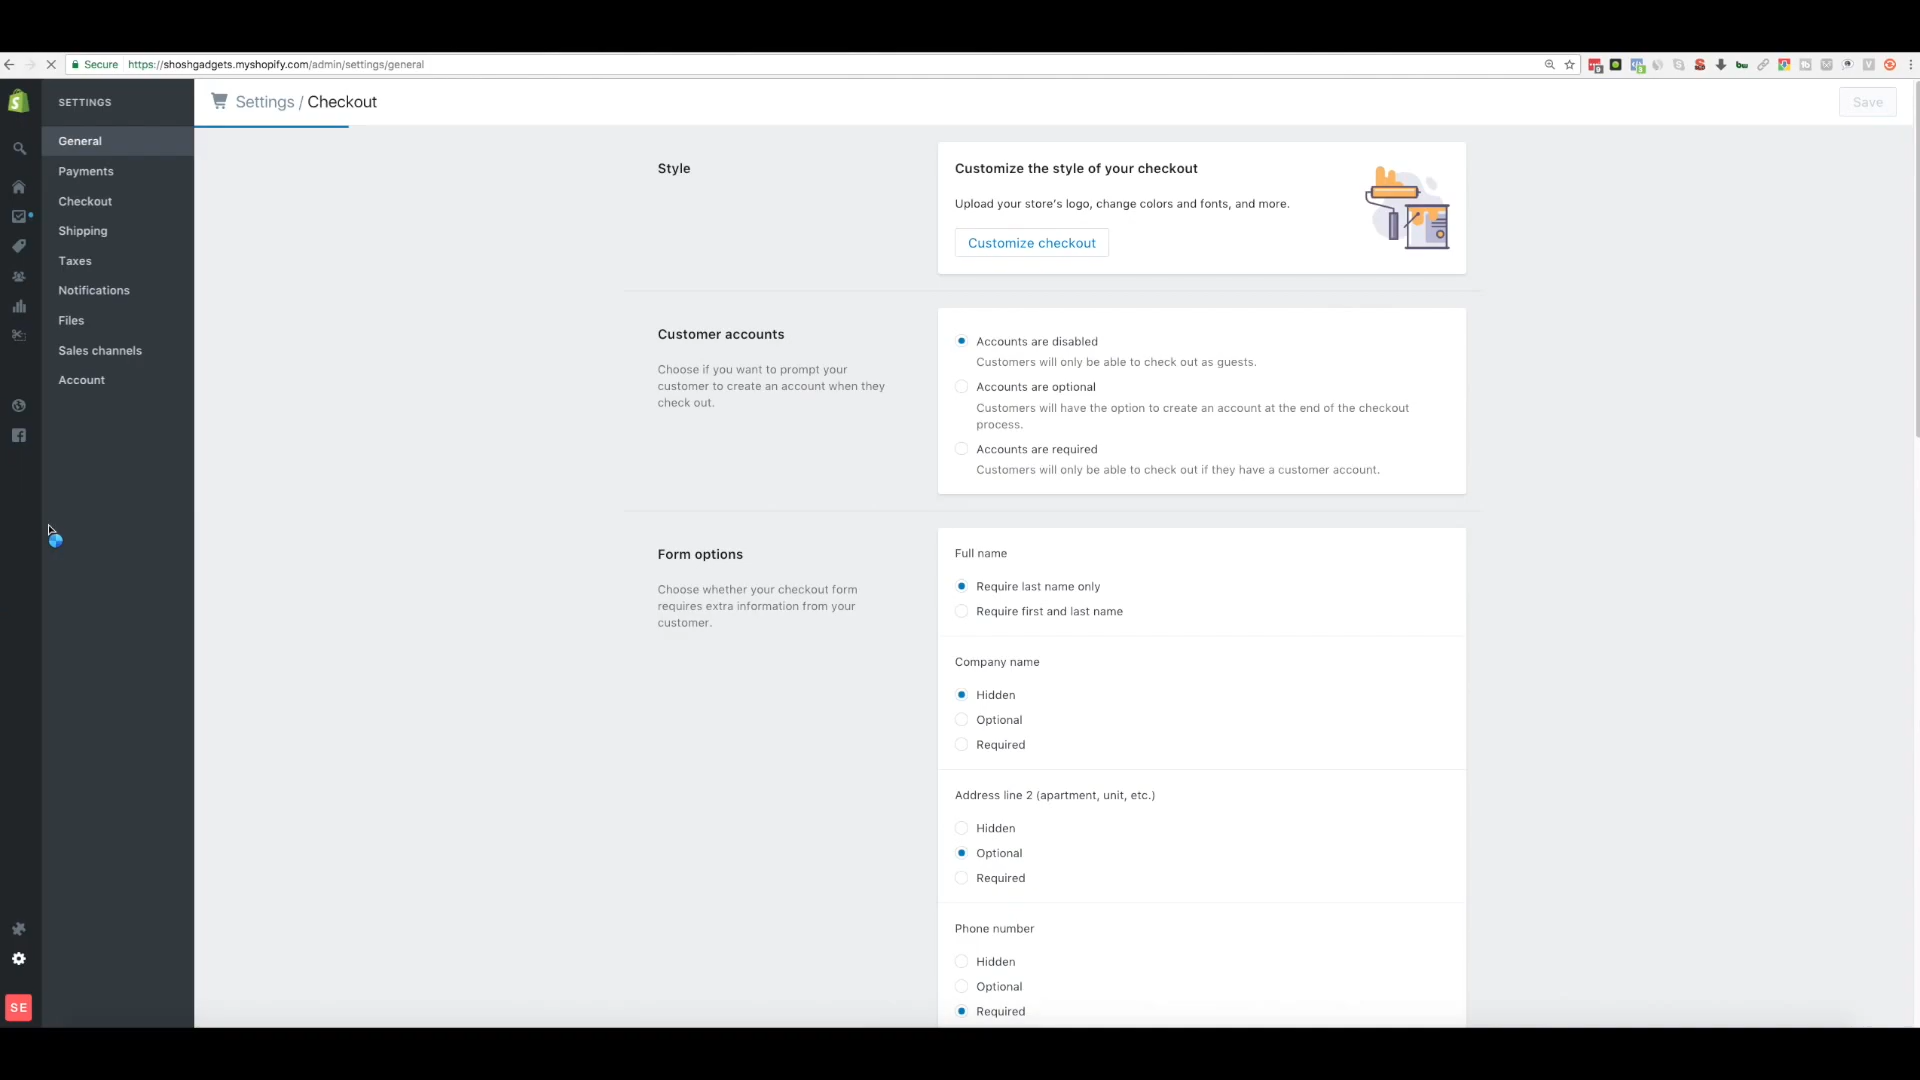 Secure https://shoshgadgets.myshopify.com/admin/settings/general
SETTINGS
General
Payments
Checkout
Shipping
Taxes
Notifications
Files
Sales channels
Account
SE
Settings / Checkout
Save
Style
Customize the style of your checkout
Upload your store's logo, change colors and fonts, and more.
Customize checkout
Customer accounts
Choose if you want to prompt your
customer to create an account when they
check out.
Accounts are disabled
Customers will only be able to check out as guests.
Accounts are optional
Customers will have the option to create an account at the end of the checkout
process.
Accounts are required
Customers will only be able to check out if they have a customer account.
Form options
Choose whether your checkout form
requires extra information from your
customer.
Full name
Require last name only
Require first and last name
Company name
Hidden
Optional
Required
Address line 2 (apartment, unit, etc.)
Hidden
Optional
Required
Phone number
Hidden
Optional
Required